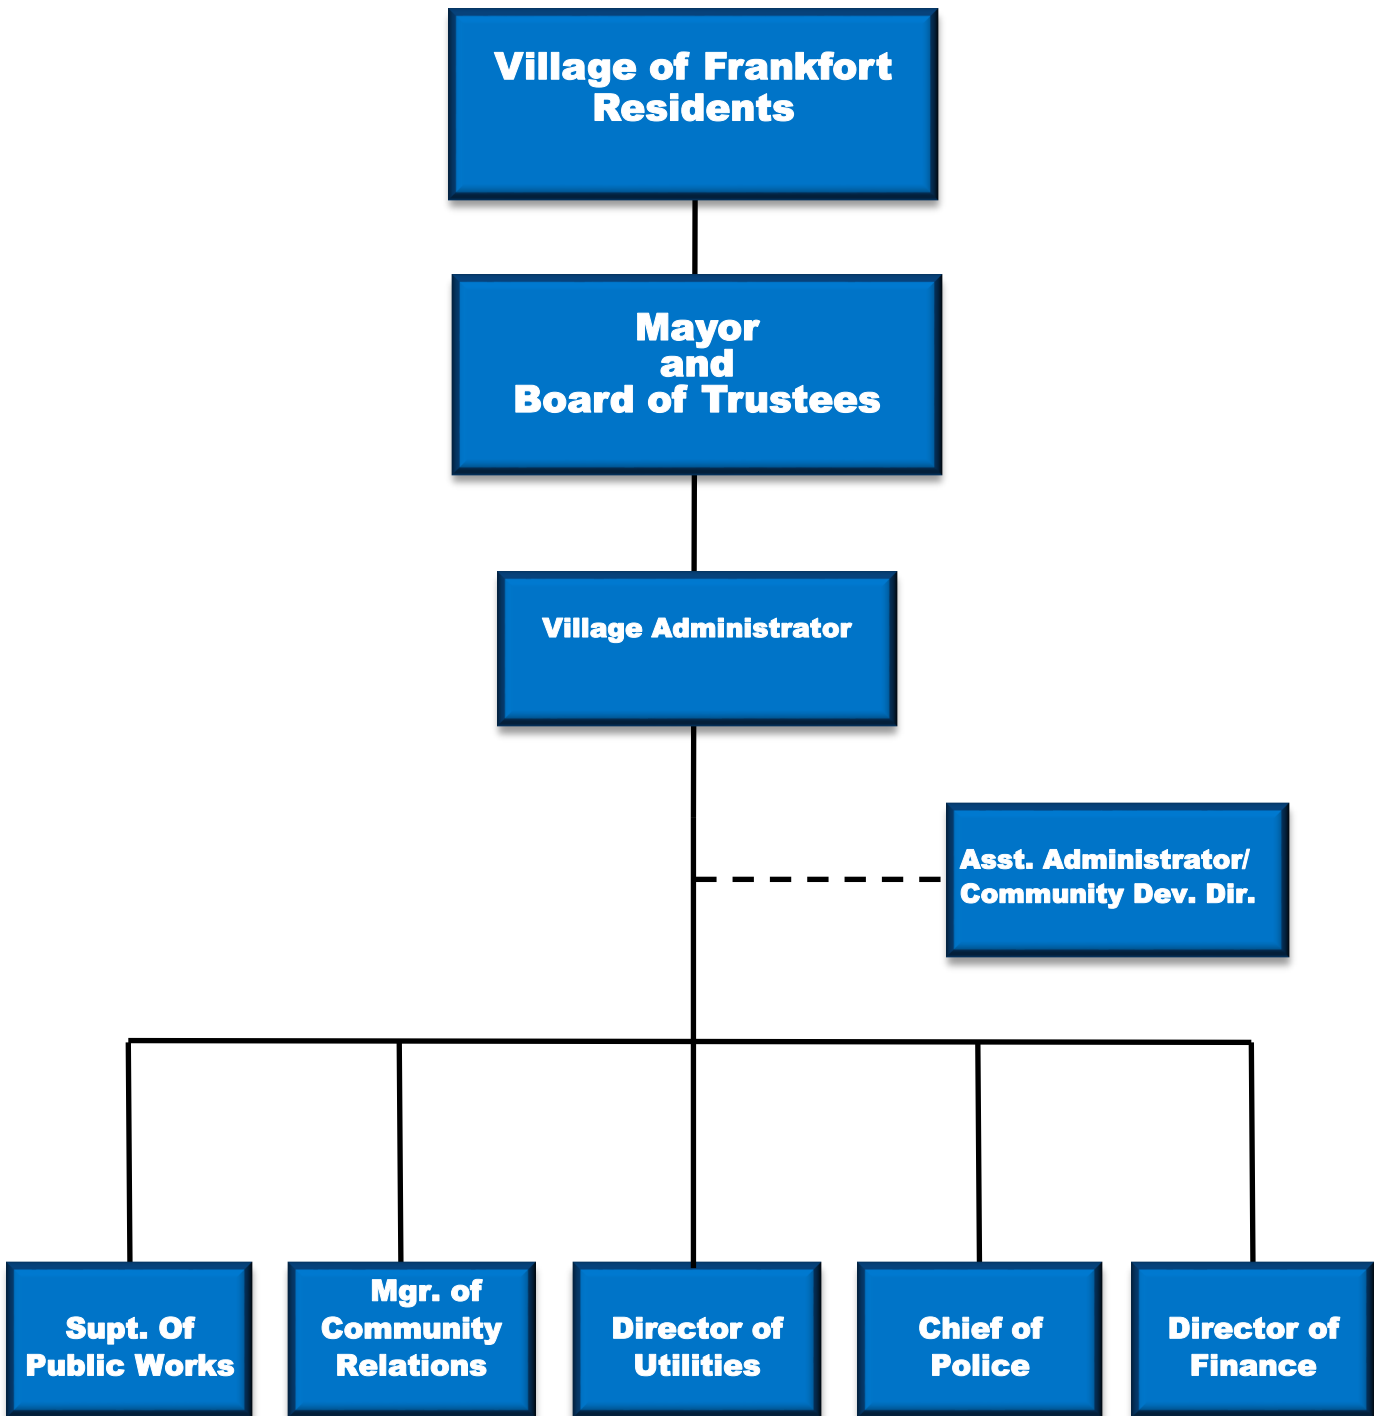 Village of Frankfort
Residents
Mayor
and
Board of Trustees
Village Administrator
Asst. Administrator/
Community Dev. Dir.
Supt. Of
Public Works
Mgr. of
Community
Relations
Director of
Utilities
Chief of
Police
Director of
Finance